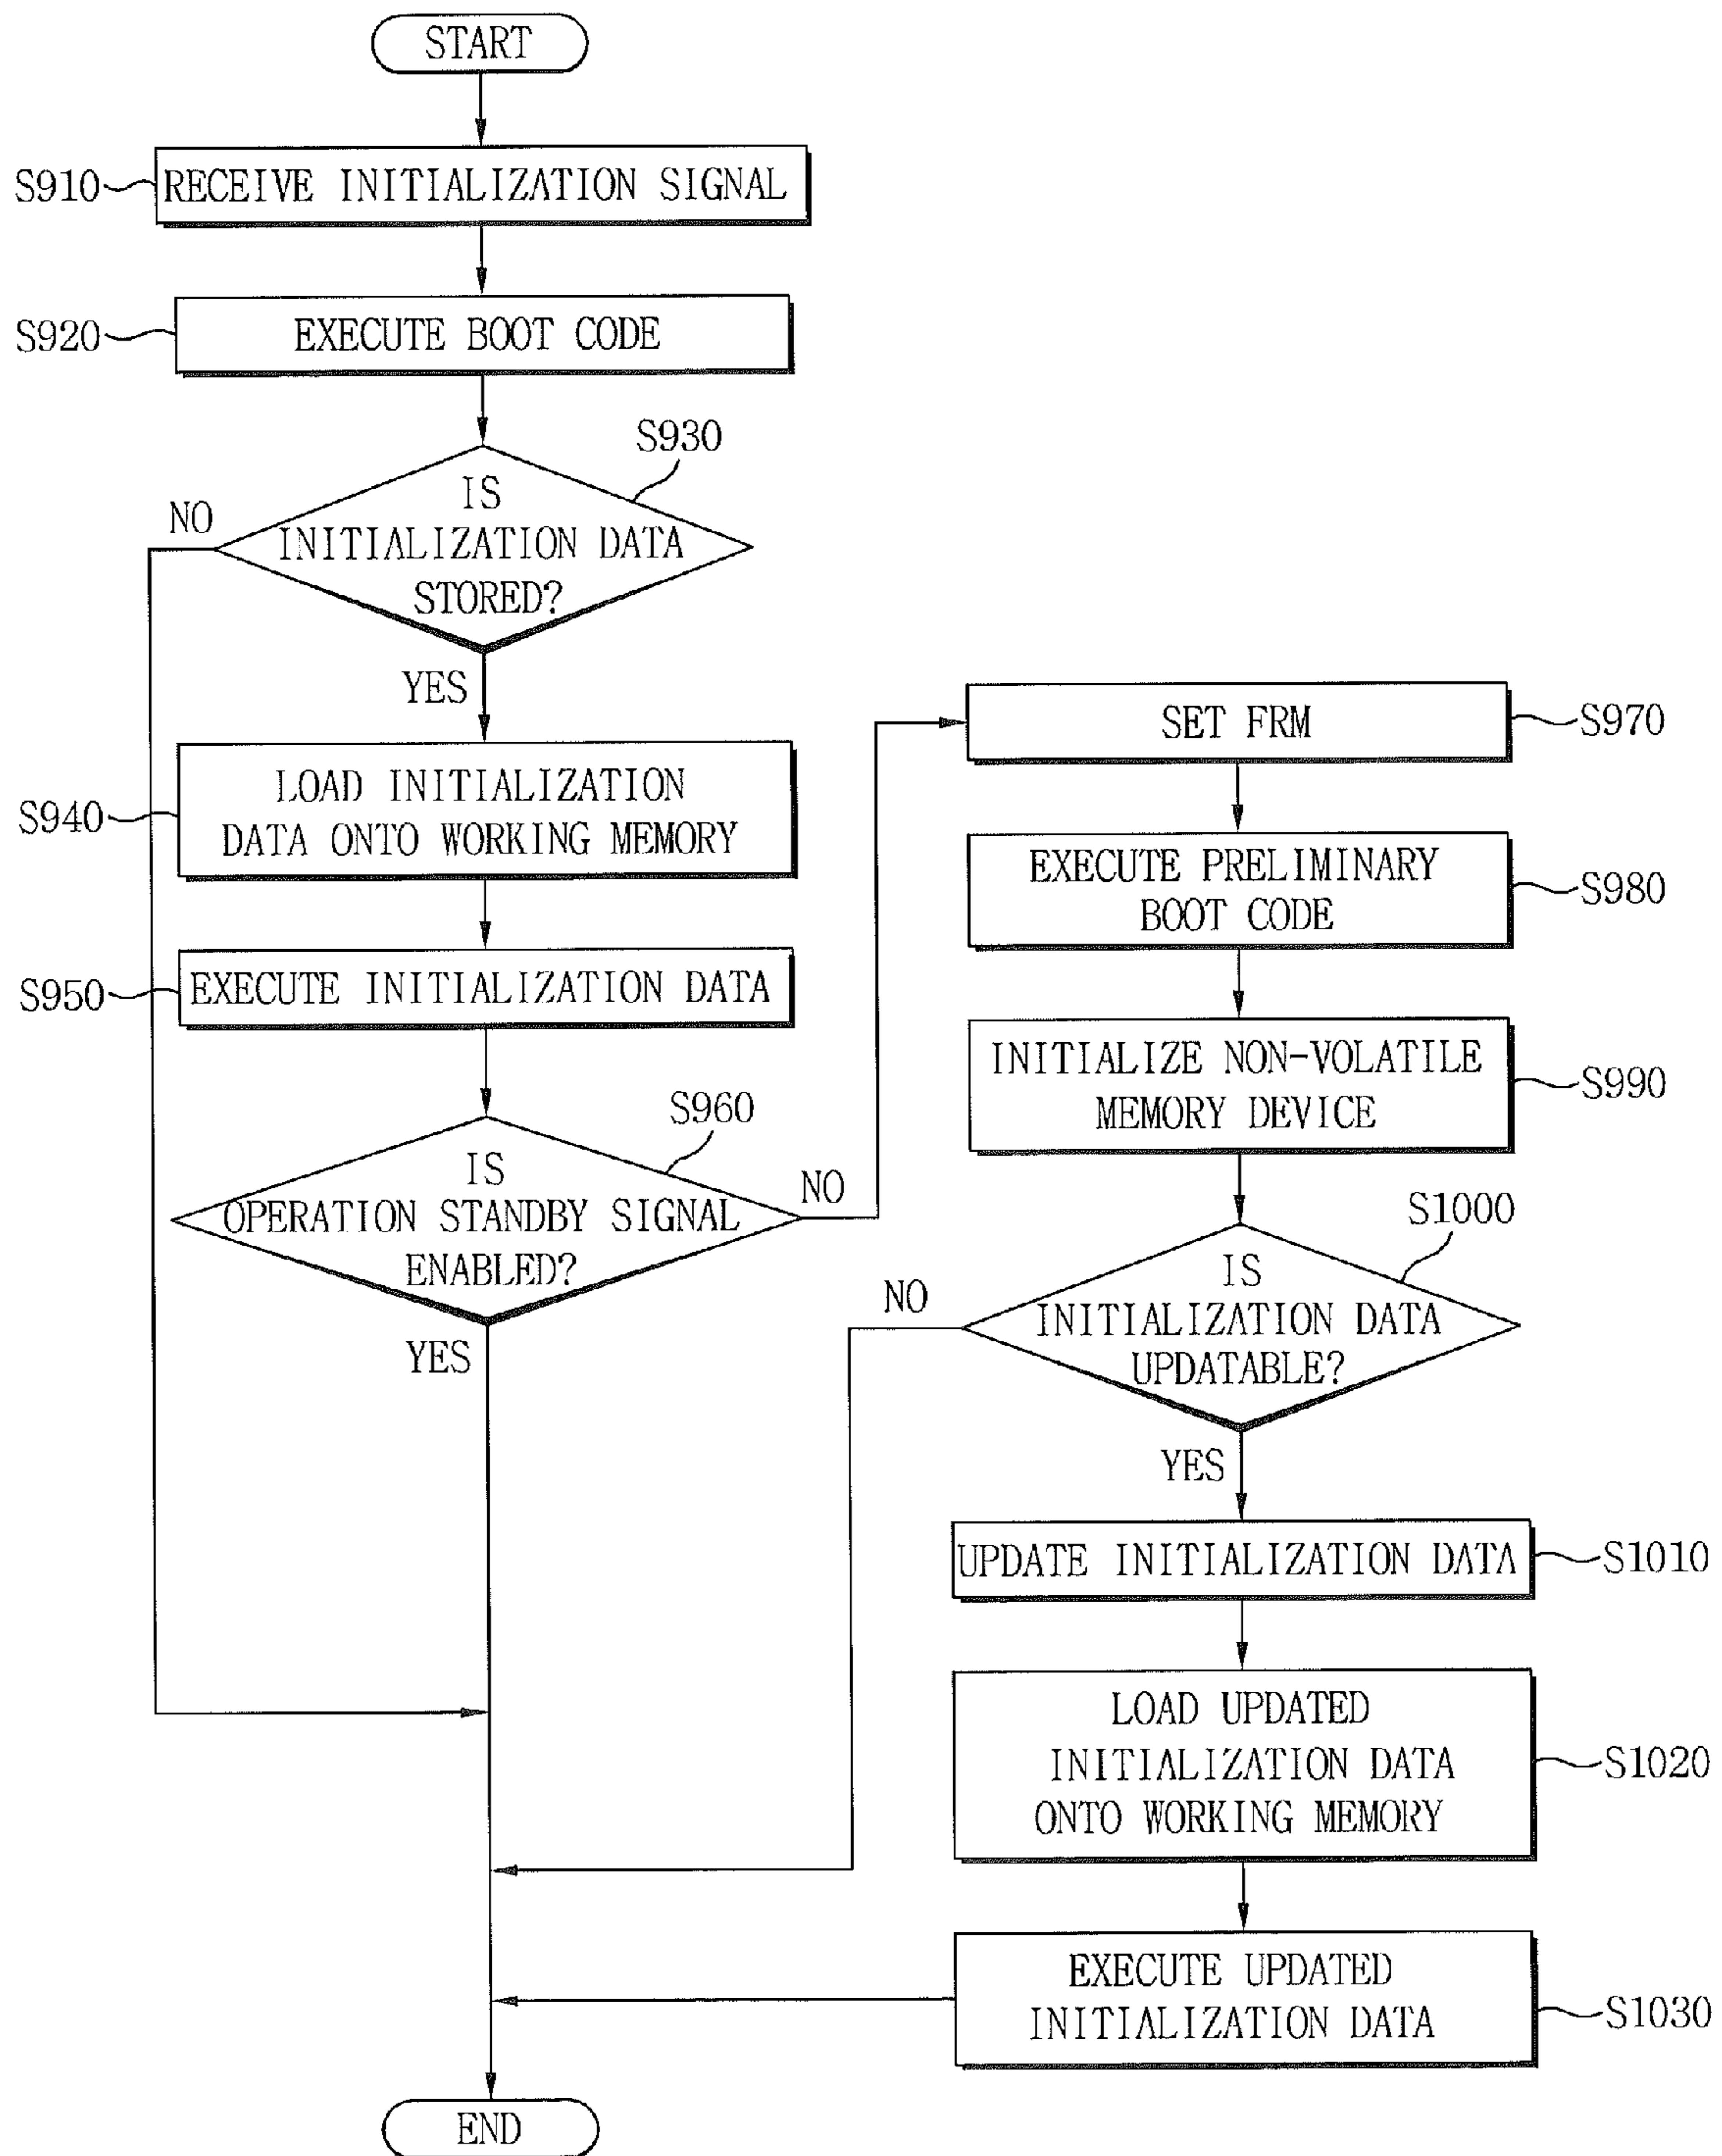 START
S910
RECEIVE INITIALIZATION SIGNAL
S920
EXECUTE BOOT CODE
S930
IS
INITIALIZATION DATA
STORED?
NO
YES
S940
LOAD INITIALIZATION
DATA ONTO WORKING MEMORY
S950
EXECUTE INITIALIZATION DATA
S960
IS
OPERATION STANDBY SIGNAL
ENABLED?
NO
YES
SET FRM
S970
EXECUTE PRELIMINARY
BOOT CODE
S980
INITIALIZE NON-VOLATILE
MEMORY DEVICE
S990
S1000
IS
INITIALIZATION DATA
UPDATABLE?
NO
YES
UPDATE INITIALIZATION DATA
S1010
LOAD UPDATED
INITIALIZATION DATA
ONTO WORKING MEMORY
S1020
EXECUTE UPDATED
INITIALIZATION DATA
S1030
END